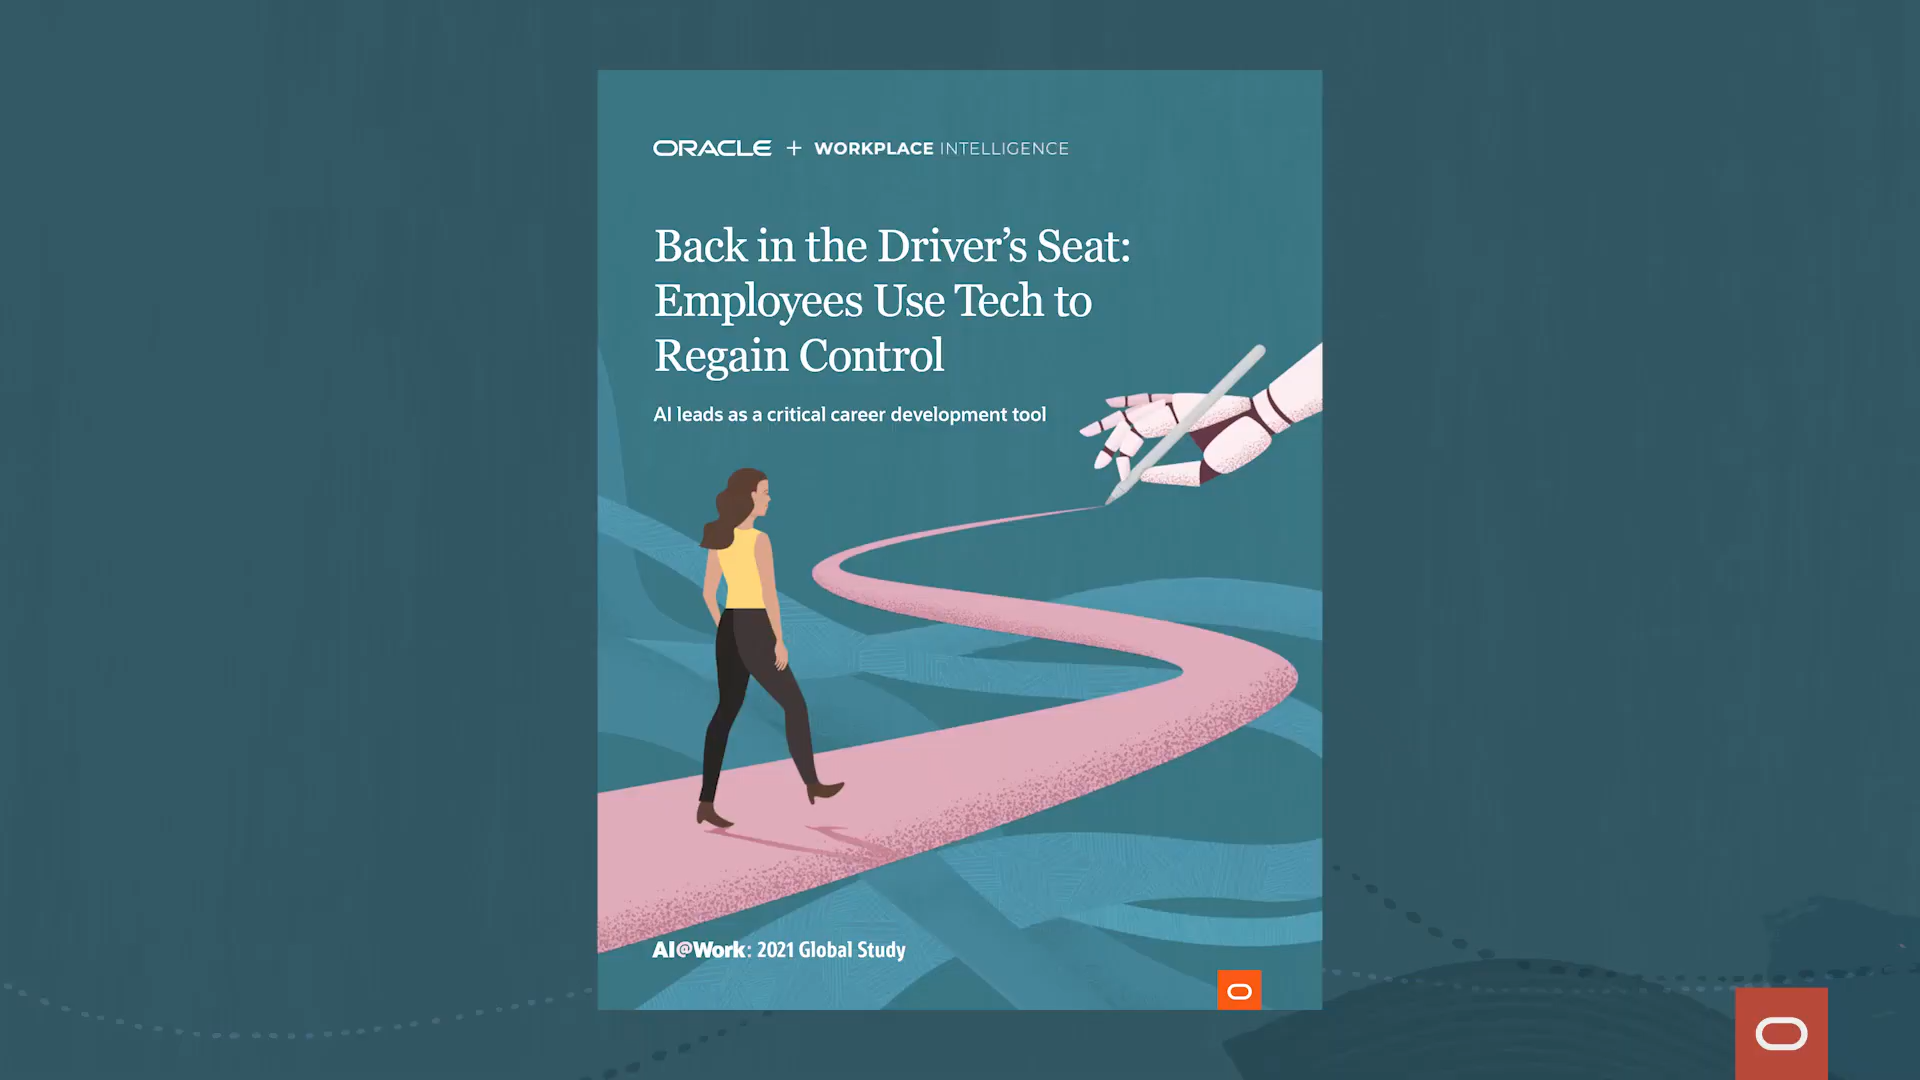 ORACLE + WORKPLACE INTELLIGENCE
Back in the Driver’s Seat:
Employees Use Tech to
Regain Control
AI leads as a critical career development tool
AI@Work: 2021 Global Study